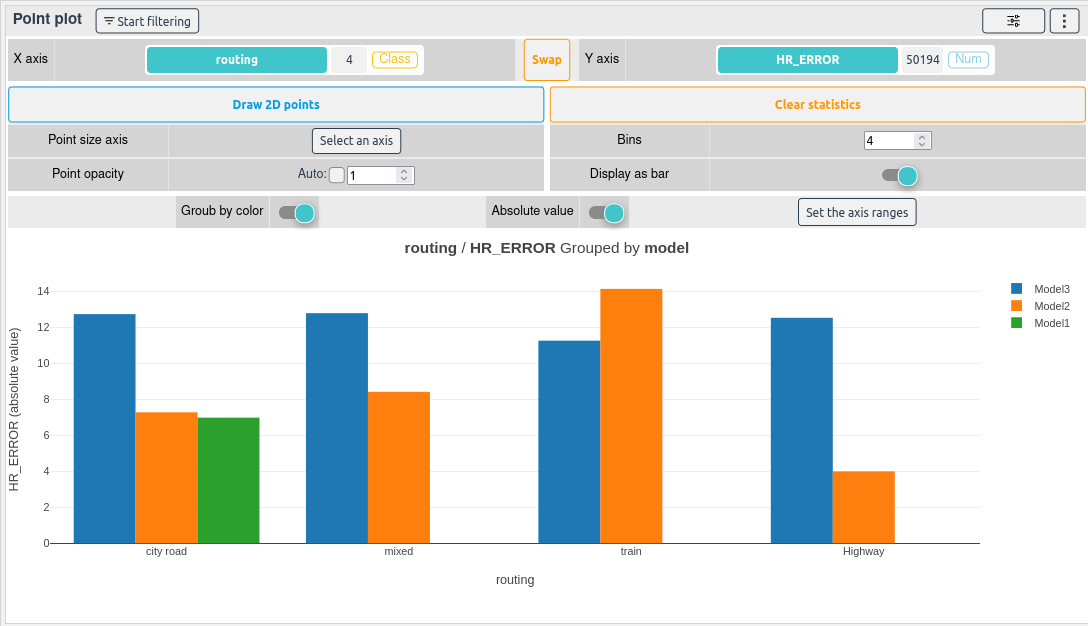 Point plot Start filtering
X axis routing 4 Class Swap Y axis HR_ERROR 50194 Num
Draw 2D points Clear statistics
Point size axis Select an axis Bins 4
Point opacity Auto: 1 Display as bar
Groub by color Absolute value Set the axis ranges
routing / HR_ERROR Grouped by model
14
12
10
8
6
4
2
0
HR_ERROR (absolute value)
city road mixed train Highway
routing
Model3
Model2
Model1